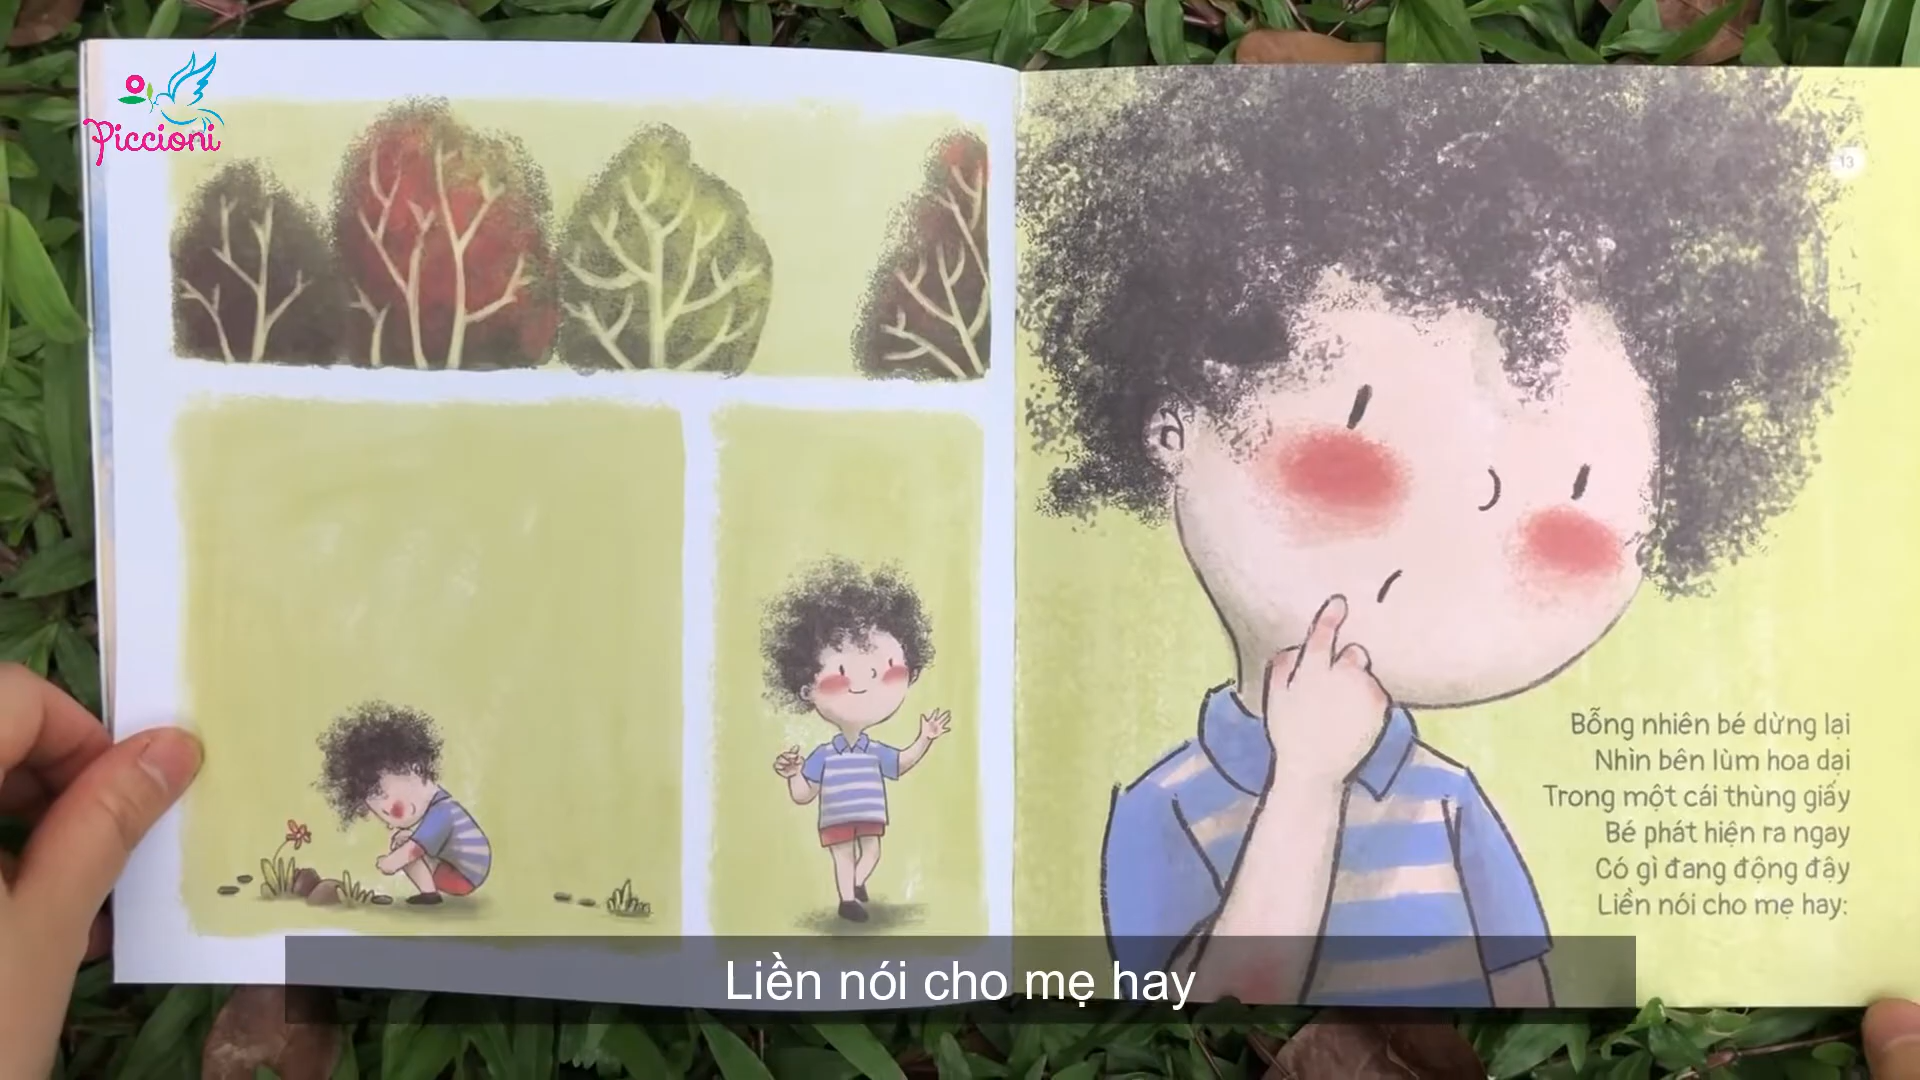 Piccioni
13
Bỗng nhiên bé dừng lại
Nhìn bên lùm hoa dại
Trong một cái thùng giấy
Bé phát hiện ra ngay
Có gì đang động đậy
Liền nói cho mẹ hay:
Liền nói cho mẹ hay